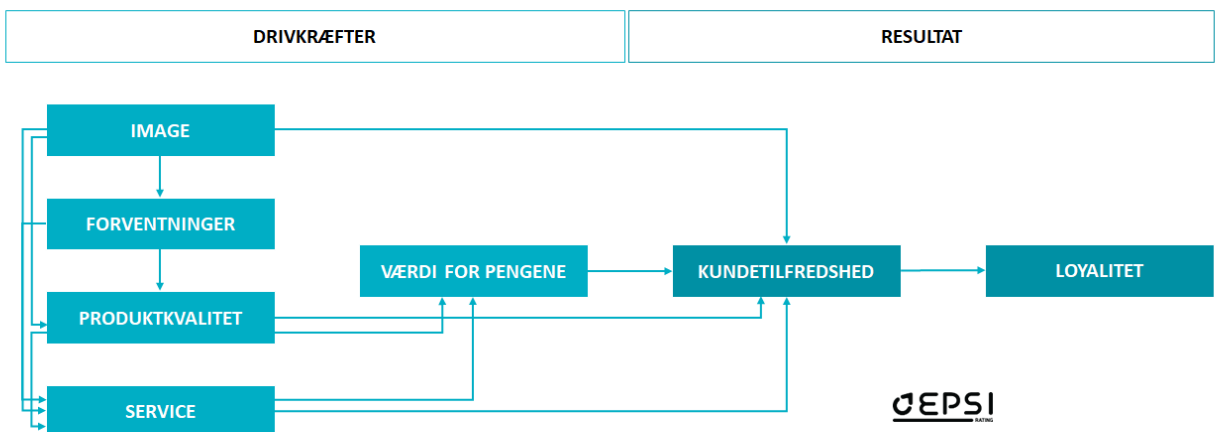 DRIVKRÆFTER
RESULTAT
IMAGE
FORVENTNINGER
VÆRDI FOR PENGENE
KUNDETILFREDSHED
LOYALITET
PRODUKTKVALITET
SERVICE
EPSI
RATING